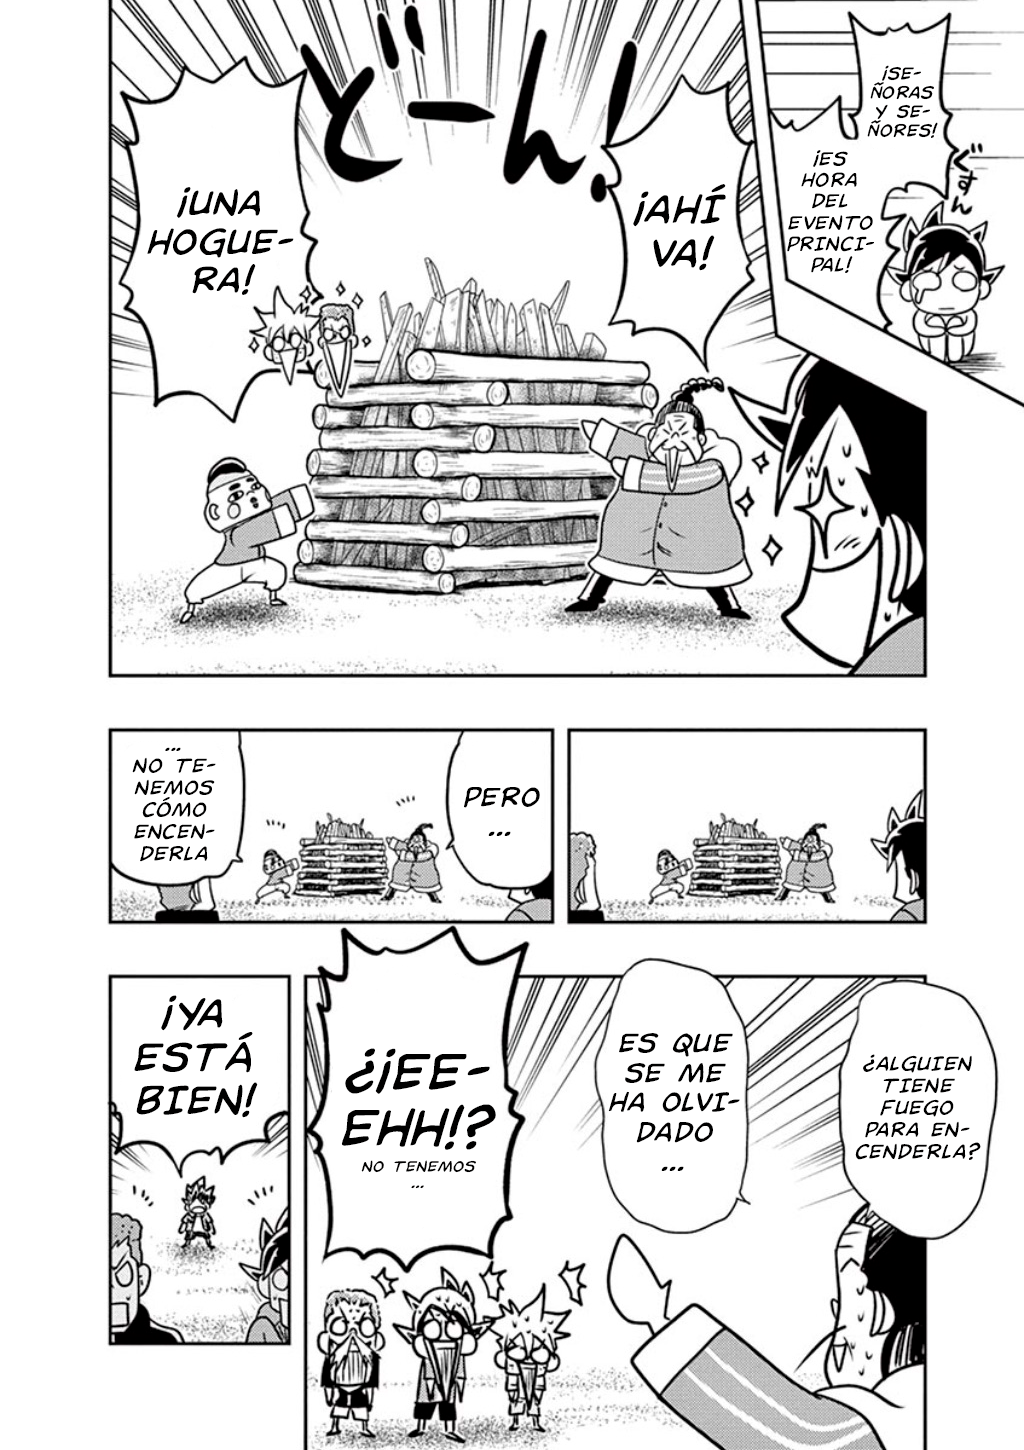 ¡SE-
ÑORAS
Y SE-
ÑORES!
¡ES
HORA
DEL
EVENTO
PRINCI-
PAL!
ぐすん
¡AHÍ
VA!
どーん!
¡UNA
HOGUE-
RA!
PERO
...
...
NO TE-
NEMOS
CÓMO
ENCEN-
DERLA
¿ALGUIEN
TIENE
FUEGO
PARA EN-
CENDERLA?
ES QUE
SE ME
HA OLVI-
DADO
...
¿¡EE-
EHH!?
NO TENEMOS
...
¡YA
ESTÁ
BIEN!